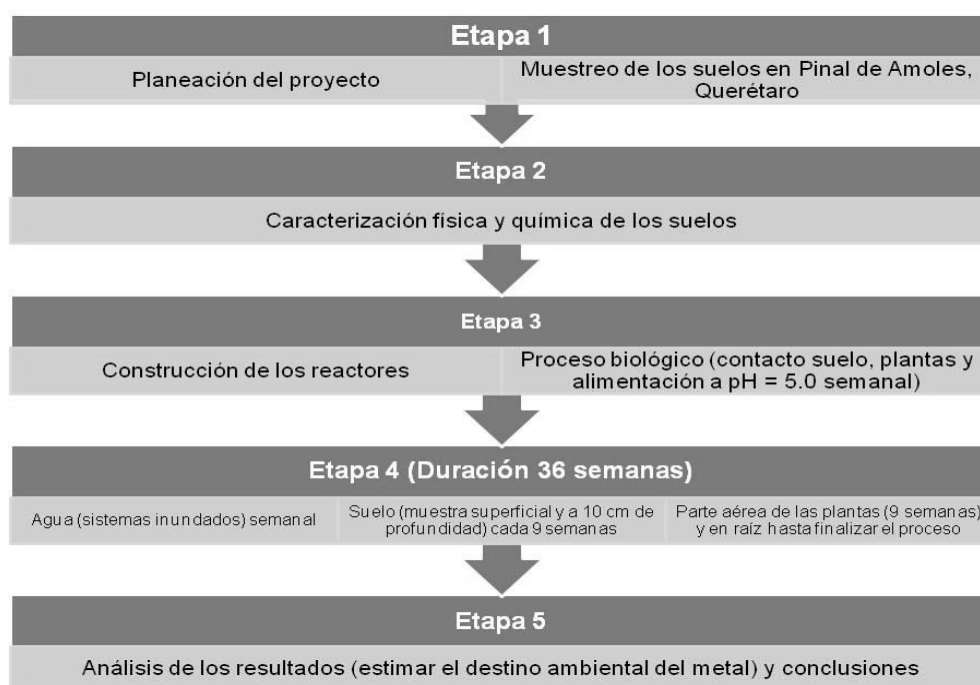 Etapa 1
Planeación del proyecto
Muestreo de los suelos en Pinal de Amoles,
Querétaro
Etapa 2
Caracterización física y química de los suelos
Etapa 3
Construcción de los reactores
Proceso biológico (contacto suelo, plantas y
alimentación a pH = 5.0 semanal)
Etapa 4 (Duración 36 semanas)
Agua (sistemas inundados) semanal
Suelo (muestra superficial y a 10 cm de
profundidad) cada 9 semanas
Parte aérea de las plantas (9 semanas)
y en raíz hasta finalizar el proceso
Etapa 5
Análisis de los resultados (estimar el destino ambiental del metal) y conclusiones